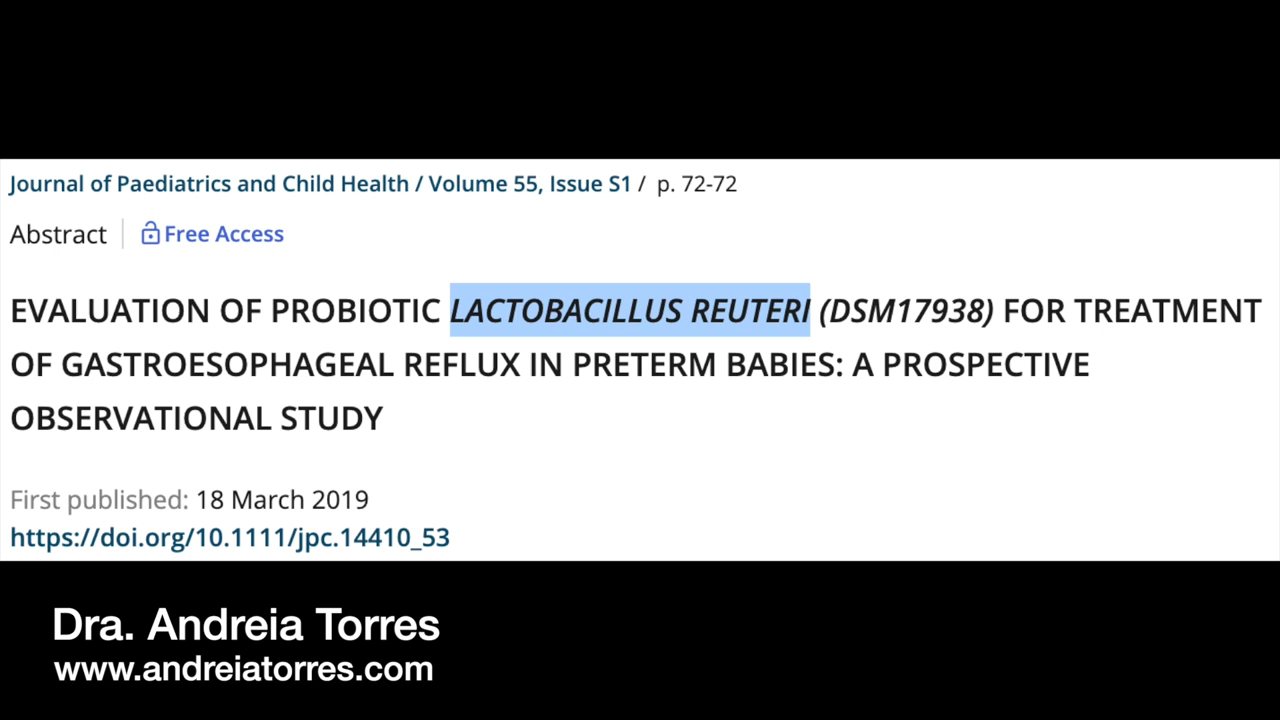 Journal of Paediatrics and Child Health / Volume 55, Issue S1 / p. 72-72
Abstract Free Access
EVALUATION OF PROBIOTIC LACTOBACILLUS REUTERI (DSM17938) FOR TREATMENT
OF GASTROESOPHAGEAL REFLUX IN PRETERM BABIES: A PROSPECTIVE
OBSERVATIONAL STUDY
First published: 18 March 2019
https://doi.org/10.1111/jpc.14410_53
Dra. Andreia Torres
www.andreiatorres.com